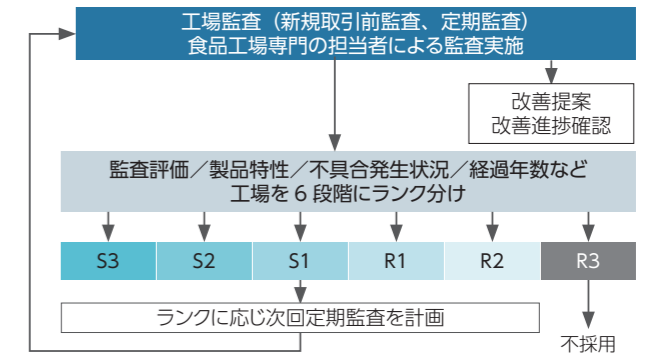 工場監査（新規取引前監査、定期監査）
食品工場専門の担当者による監査実施
改善提案
改善進捗確認
監査評価／製品特性／不具合発生状況／経過年数など
工場を6段階にランク分け
S3 S2 S1 R1 R2 R3
ランクに応じ次回定期監査を計画
不採用